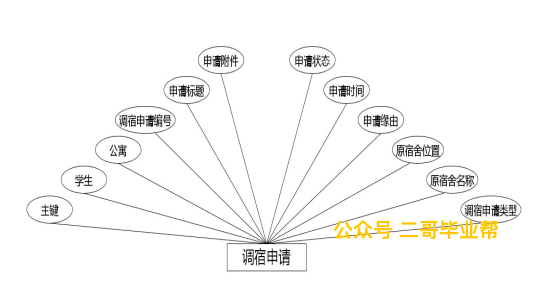 申请附件
申请状态
申请标题
申请时间
调宿申请编号
申请缘由
公寓
原宿舍位置
学生
原宿舍名称
主键
调宿申请类型
公众号 二哥毕业帮
调宿申请